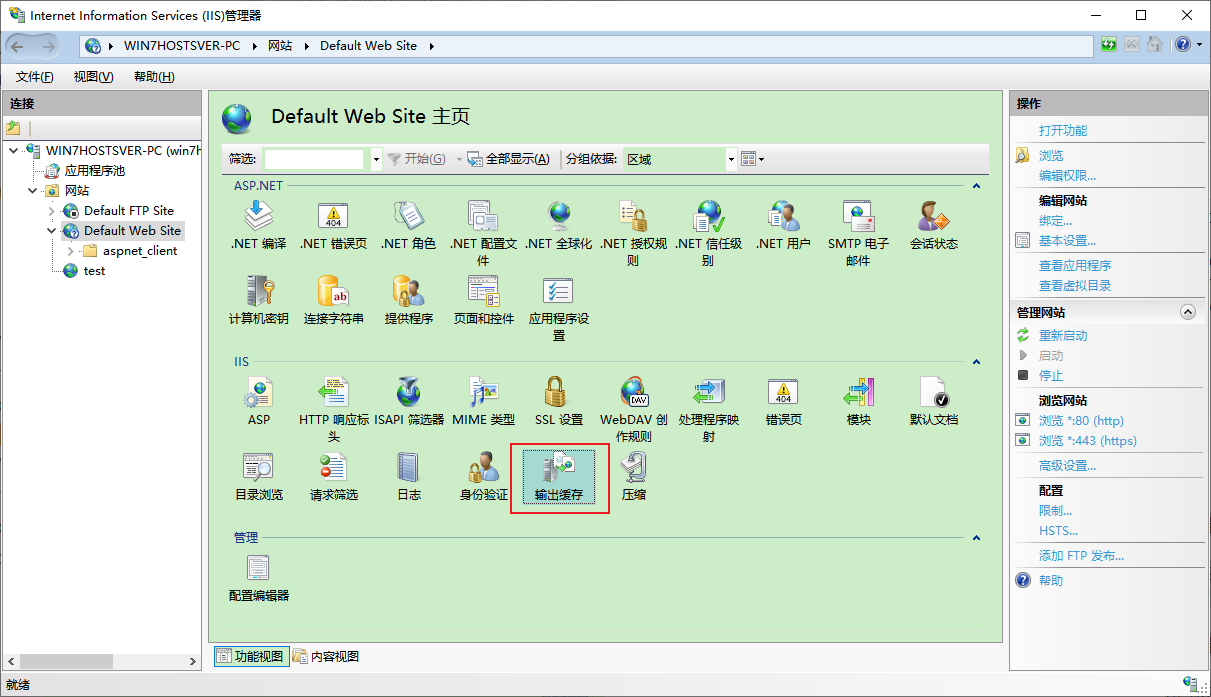 Internet Information Services (IIS)管理器
WIN7HOSTSVER-PC
网站
Default Web Site
文件(F)
视图(V)
帮助(H)
连接
WIN7HOSTSVER-PC (win7h
应用程序池
网站
Default FTP Site
Default Web Site
aspnet_client
test
Default Web Site 主页
筛选:
开始(G)
全部显示(A)
分组依据:
区域
ASP.NET
.NET 编译
.NET 错误页
.NET 角色
.NET 配置文
件
.NET 全球化
.NET 授权规
则
.NET 信任级
别
.NET 用户
SMTP 电子
邮件
会话状态
计算机密钥
连接字符串
提供程序
页面和控件
应用程序设
置
IIS
ASP
HTTP 响应标
头
ISAPI 筛选器
MIME 类型
SSL 设置
WebDAV 创
作规则
处理程序映
射
错误页
模块
默认文档
目录浏览
请求筛选
日志
身份验证
输出缓存
压缩
管理
配置编辑器
功能视图
内容视图
操作
打开功能
浏览
编辑权限...
编辑网站
绑定...
基本设置...
查看应用程序
查看虚拟目录
管理网站
重新启动
启动
停止
浏览网站
浏览 *:80 (http)
浏览 *:443 (https)
高级设置...
配置
限制...
HSTS...
添加 FTP 发布...
帮助
就绪